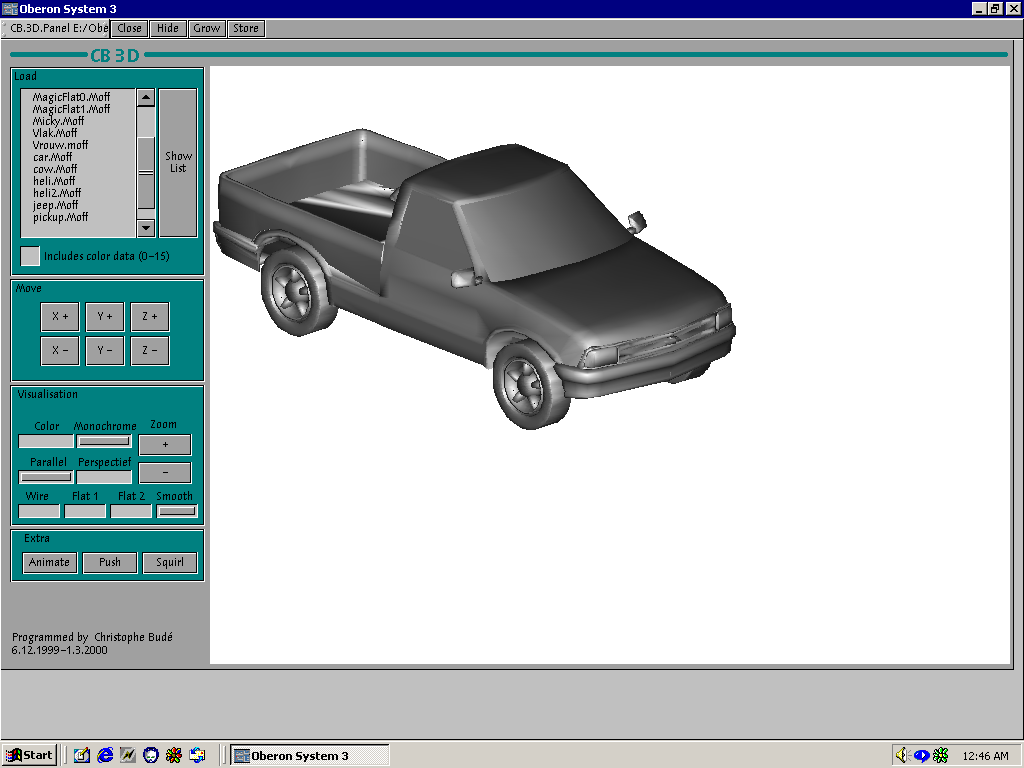 Oberon System 3
CB.3D.Panel E:/Obe
Close
Hide
Grow
Store
CB 3D
Load
MagicFlat0.Moff
MagicFlat1.Moff
Micky.Moff
Vlak.Moff
Vrouw.moff
car.Moff
cow.Moff
heli.Moff
heli2.Moff
jeep.Moff
pickup.Moff
Show
List
Includes color data (0-15)
Move
X +
Y +
Z +
X -
Y -
Z -
Visualisation
Color
Monochrome
Zoom
+
Parallel
Perspectief
-
Wire
Flat 1
Flat 2
Smooth
Extra
Animate
Push
Squirl
Programmed by Christophe Budé
6.12.1999-1.3.2000
Start
Oberon System 3
12:46 AM